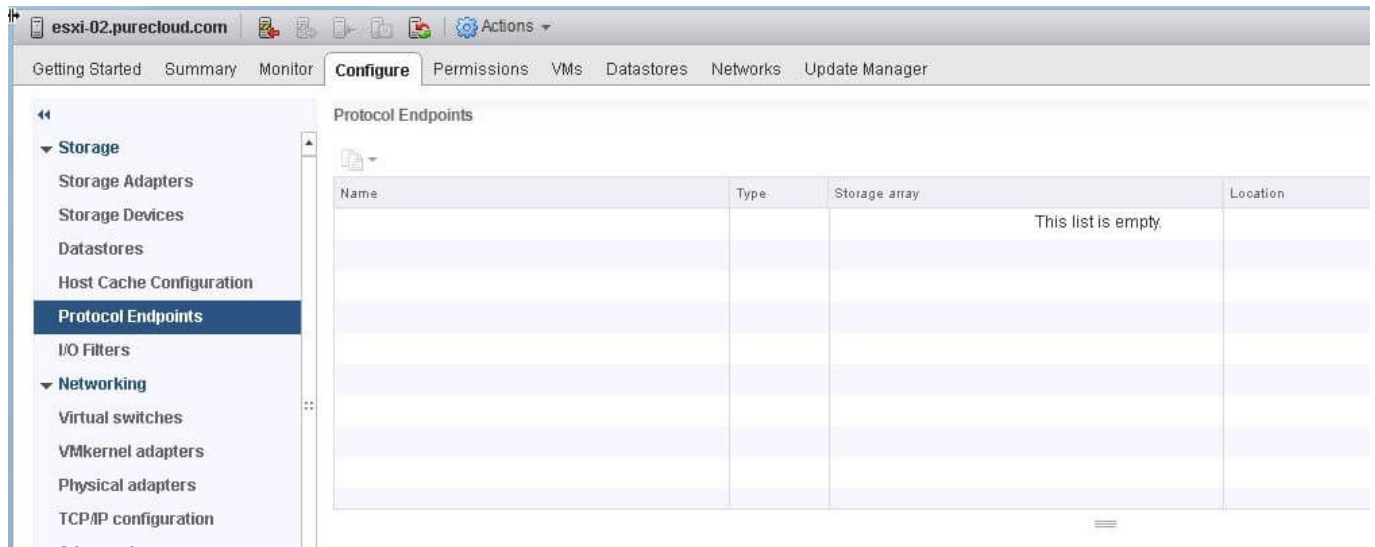 esxi-02.purecloud.com
Actions
Getting Started Summary Monitor Configure Permissions VMs Datastores Networks Update Manager
Protocol Endpoints
Storage
Storage Adapters
Storage Devices
Datastores
Host Cache Configuration
Protocol Endpoints
I/O Filters
Networking
Virtual switches
VMkernel adapters
Physical adapters
TCP/IP configuration
Name Type Storage array Location
This list is empty.